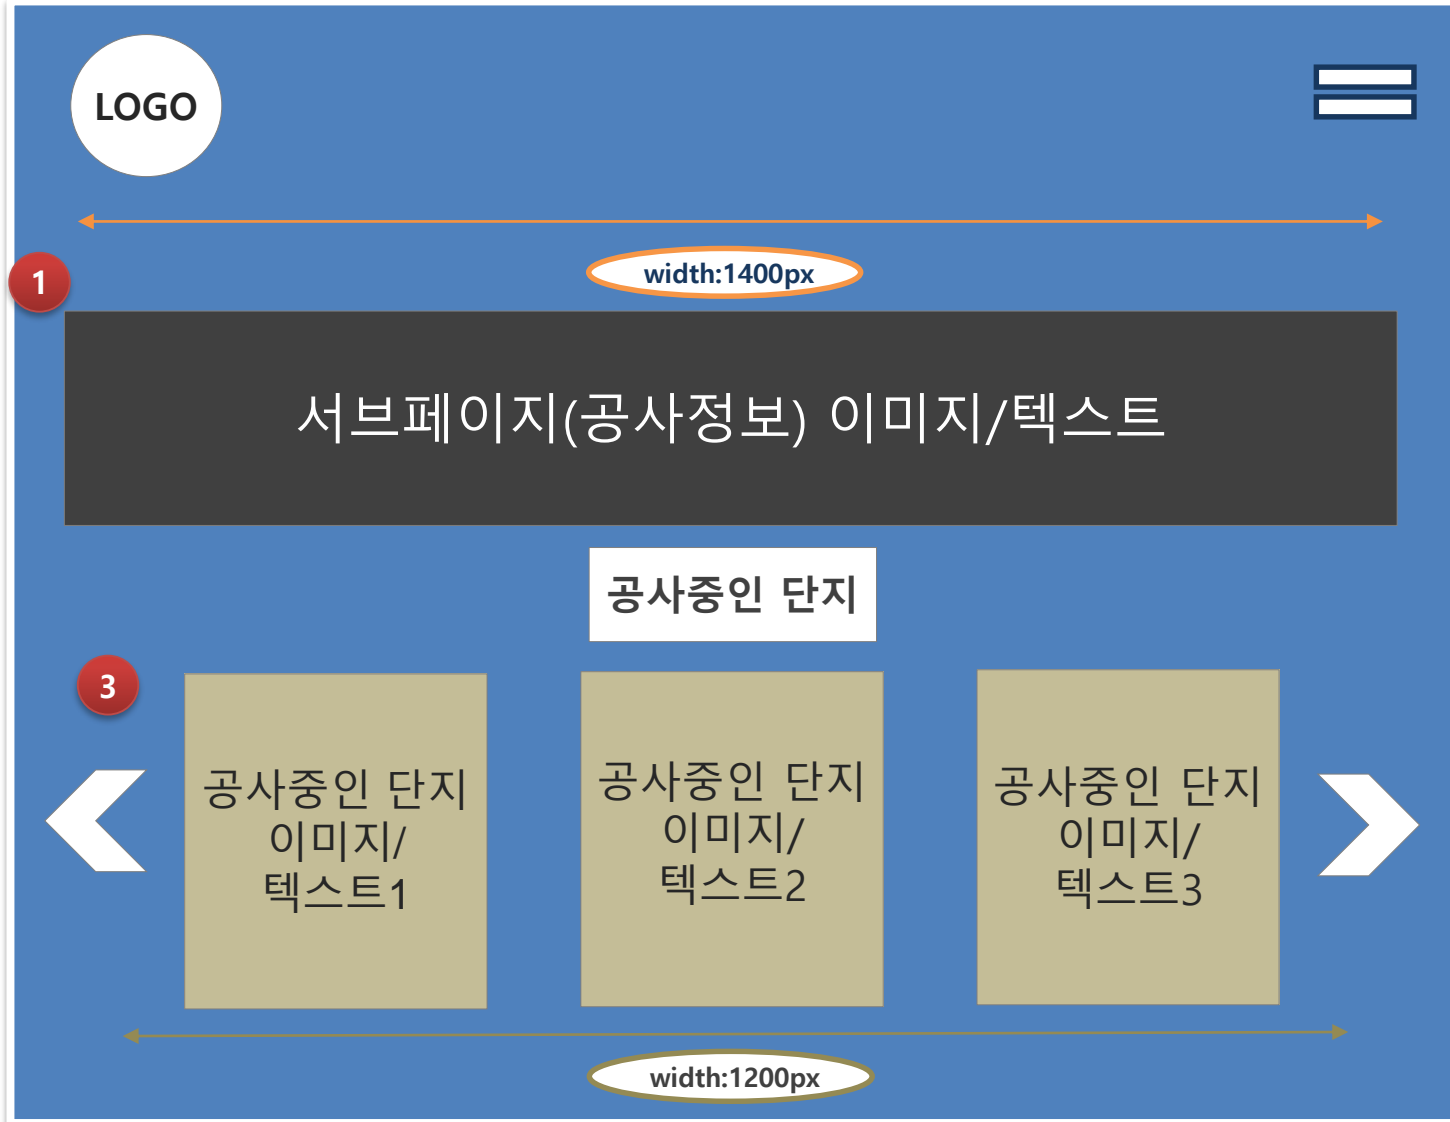 LOGO
width:1400px
1
서브페이지(공사정보) 이미지/텍스트
공사중인 단지
3
공사중인 단지
이미지/
텍스트1
공사중인 단지
이미지/
텍스트2
공사중인 단지
이미지/
텍스트3
width:1200px